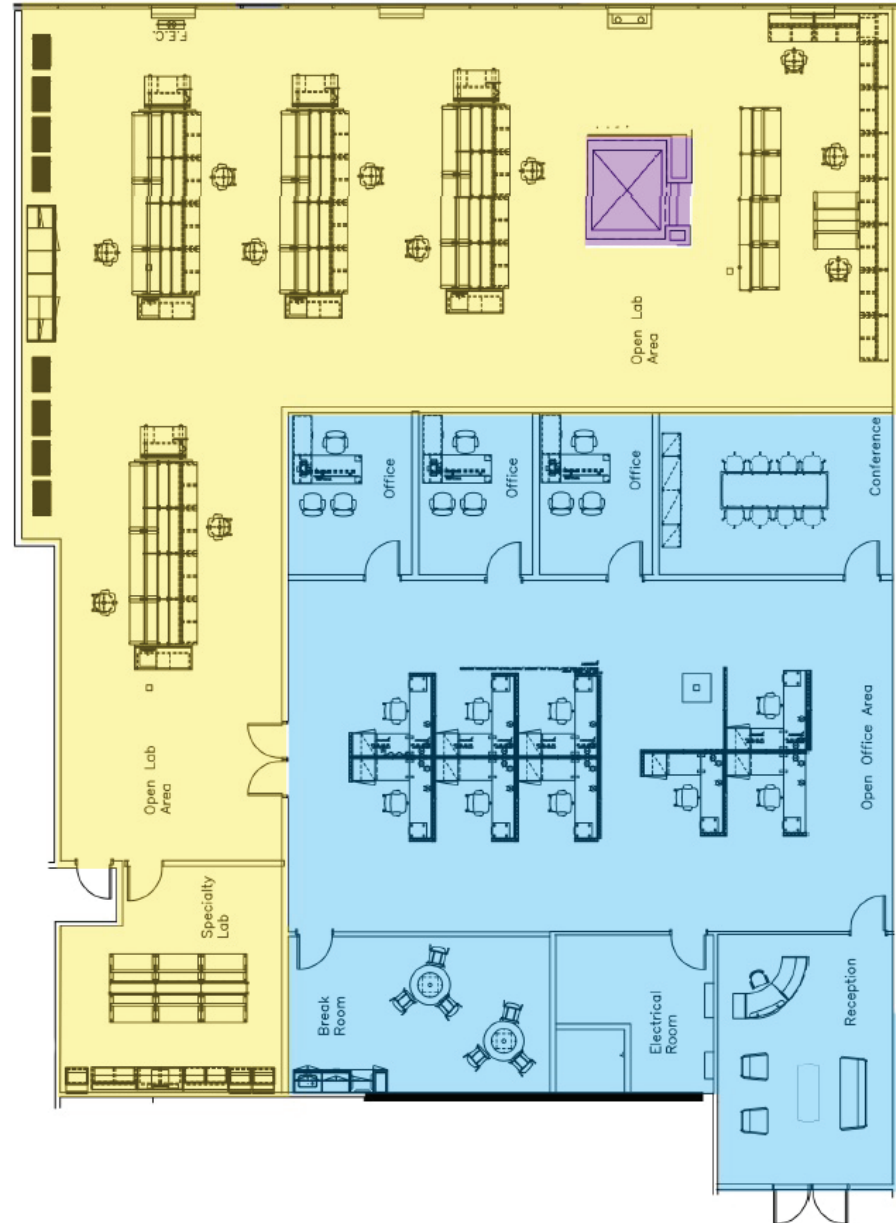 F.E.C.
Open Lab
Area
Office
Office
Office
Conference
Open Lab
Area
Open Office Area
Specialty
Lab
Break
Room
Electrical
Room
Reception